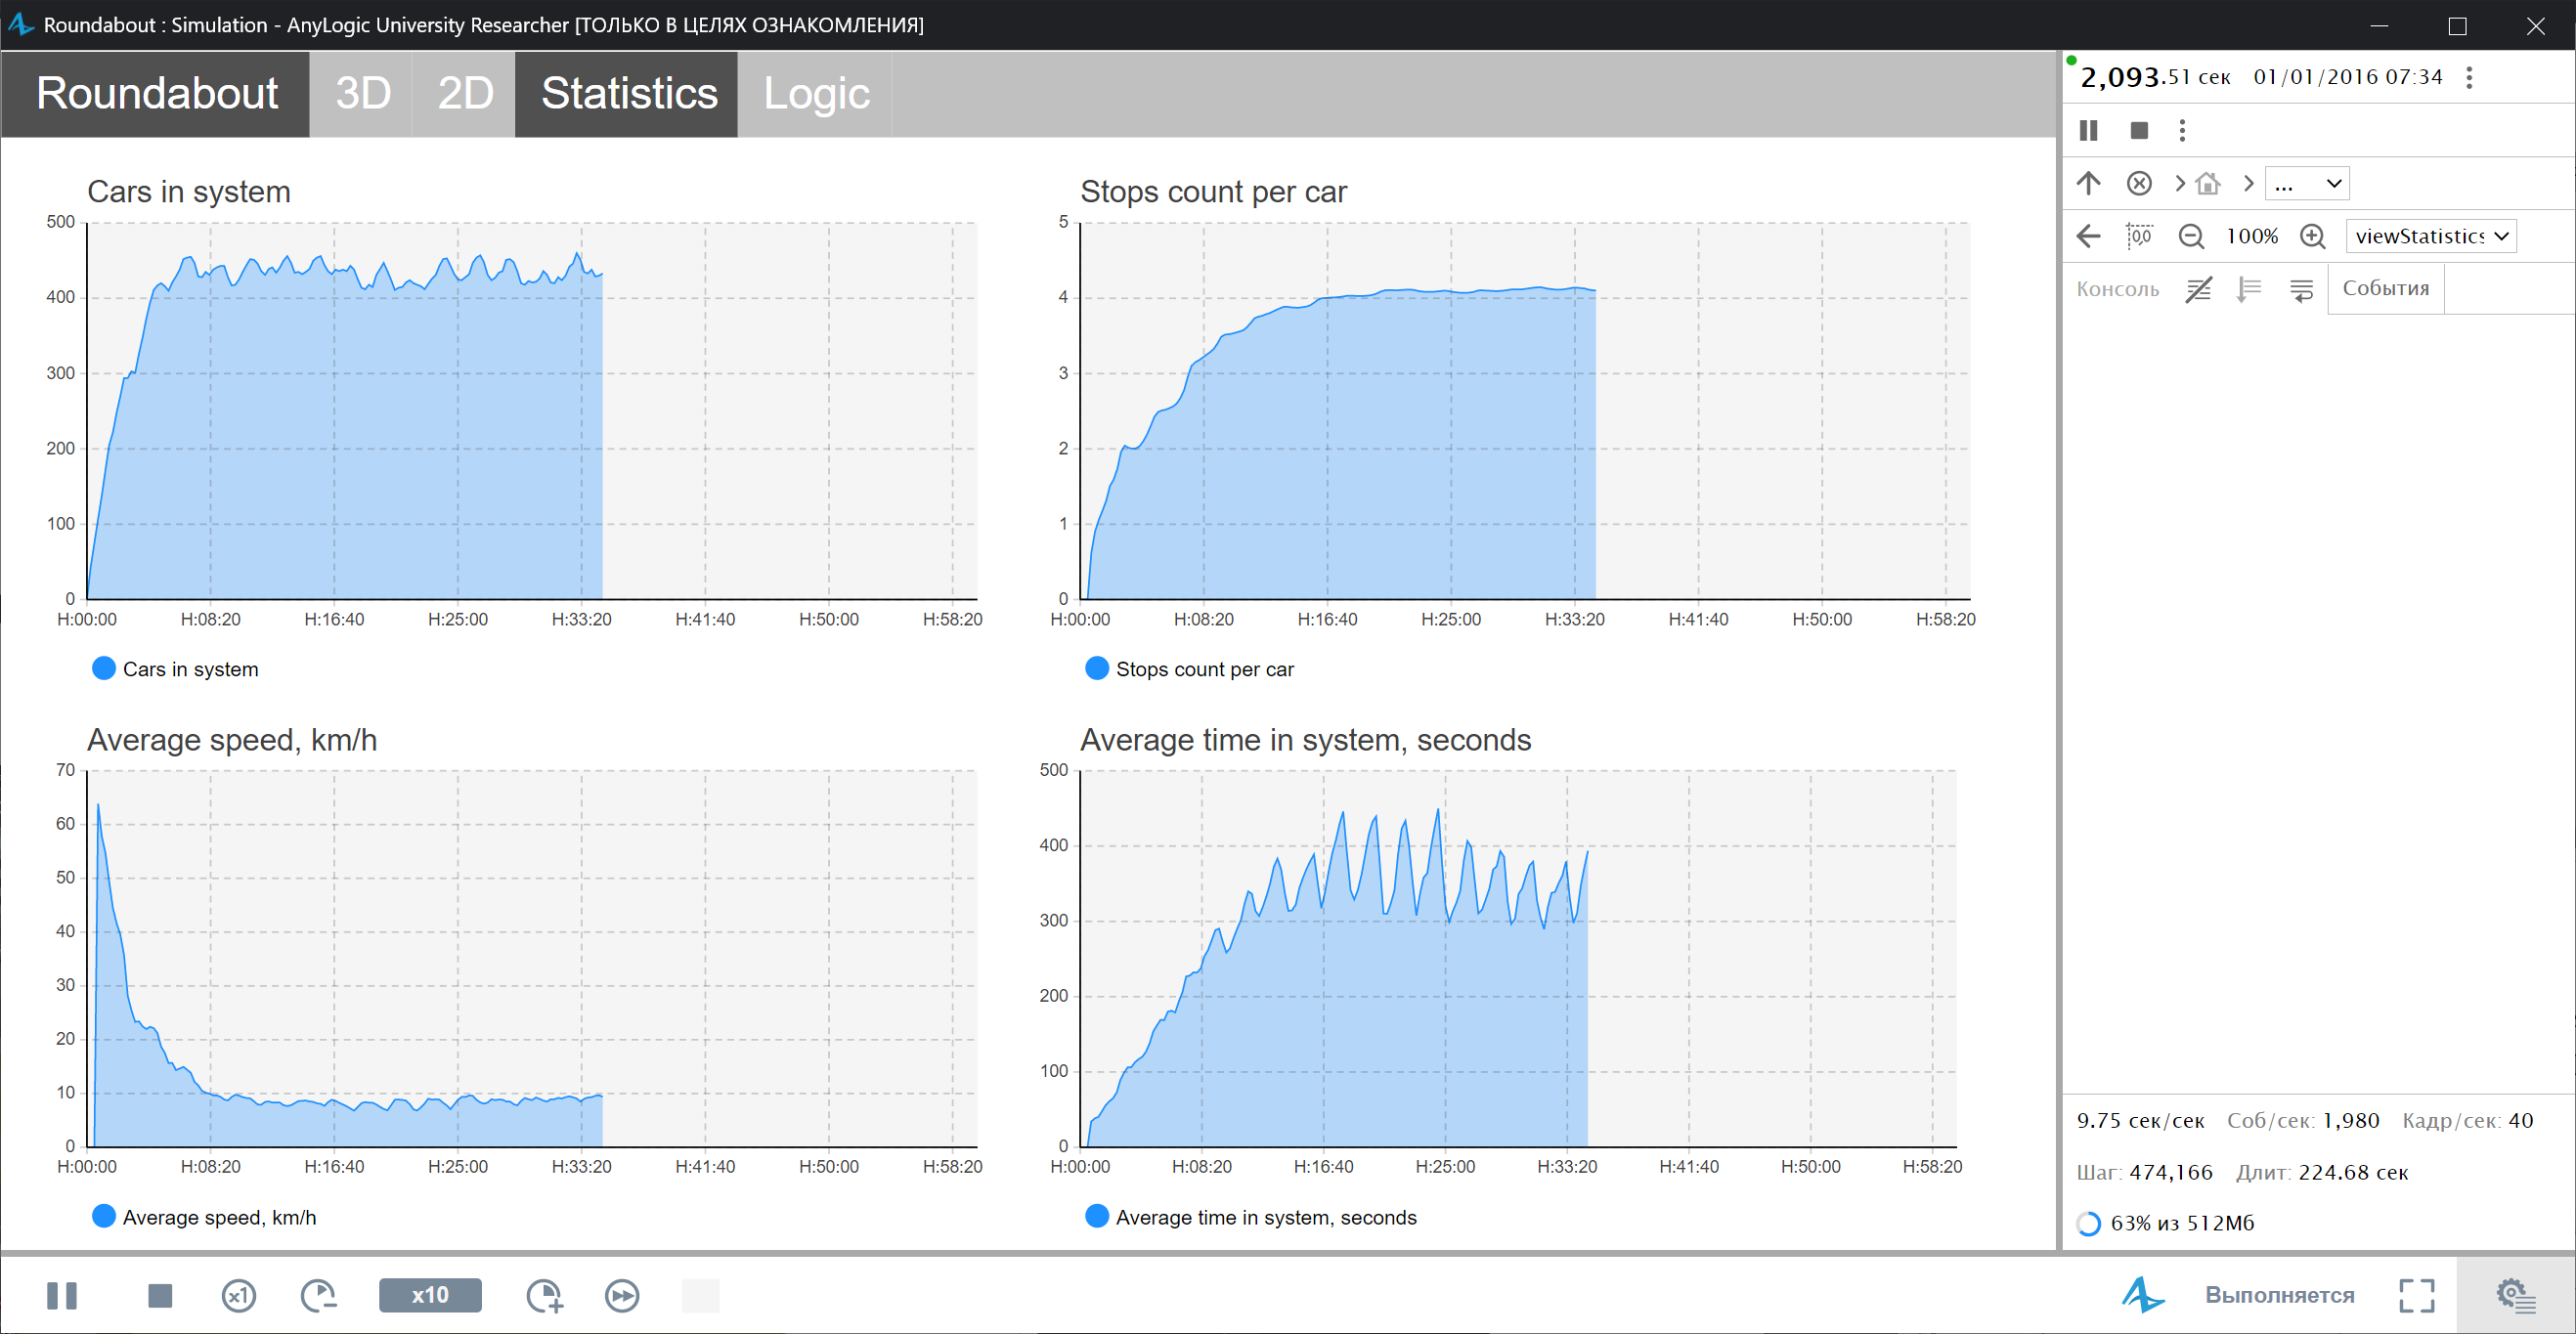 Roundabout : Simulation - AnyLogic University Researcher [ТОЛЬКО В ЦЕЛЯХ ОЗНАКОМЛЕНИЯ]
Roundabout 3D 2D Statistics Logic
Cars in system
500
400
300
200
100
0
H:00:00 H:08:20 H:16:40 H:25:00 H:33:20 H:41:40 H:50:00 H:58:20
Cars in system
Stops count per car
5
4
3
2
1
0
H:00:00 H:08:20 H:16:40 H:25:00 H:33:20 H:41:40 H:50:00 H:58:20
Stops count per car
Average speed, km/h
70
60
50
40
30
20
10
0
H:00:00 H:08:20 H:16:40 H:25:00 H:33:20 H:41:40 H:50:00 H:58:20
Average speed, km/h
Average time in system, seconds
500
400
300
200
100
0
H:00:00 H:08:20 H:16:40 H:25:00 H:33:20 H:41:40 H:50:00 H:58:20
Average time in system, seconds
2,093.51 сек 01/01/2016 07:34
...
0,0 100% viewStatistics
Консоль События
9.75 сек/сек Соб/сек: 1,980 Кадр/сек: 40
Шаг: 474,166 Длит: 224.68 сек
63% из 512Мб
x1 x10 Выполняется